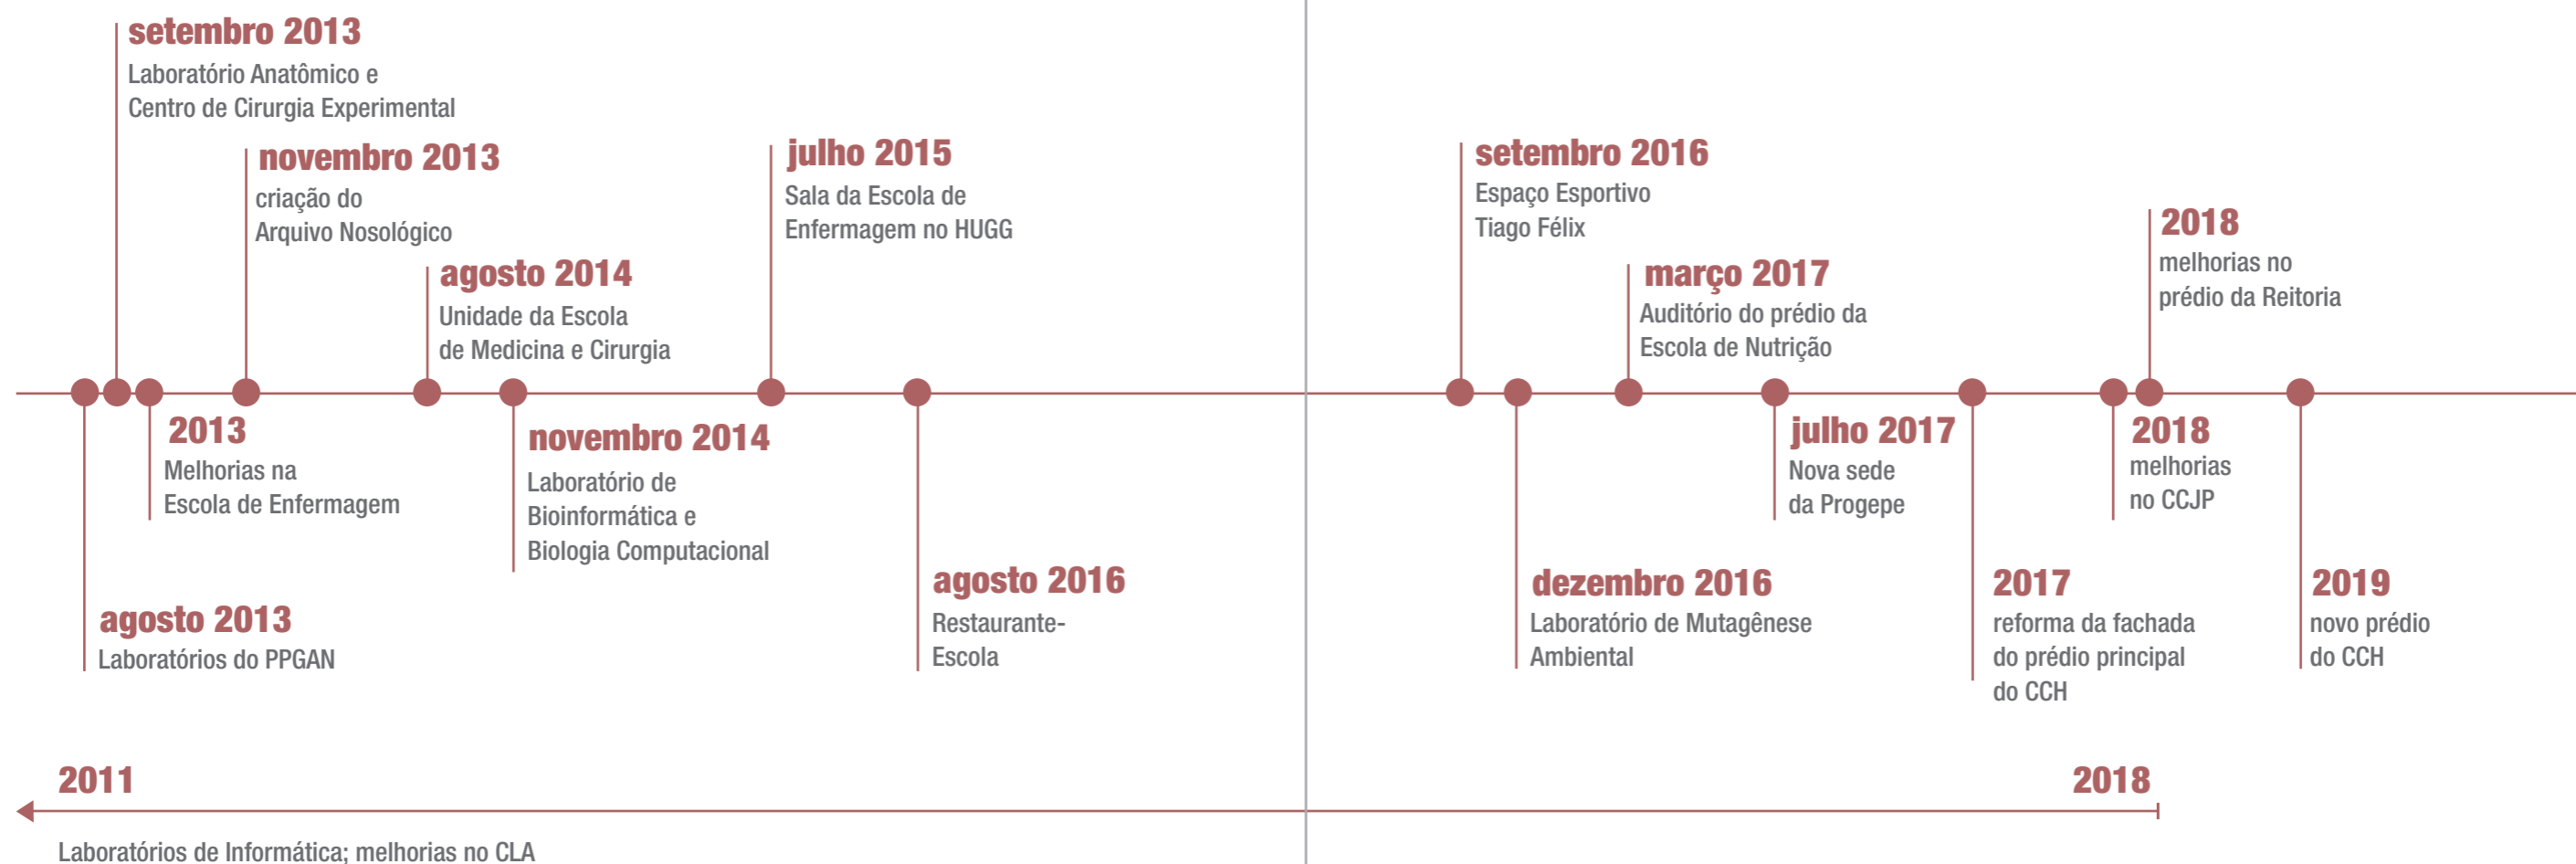 setembro 2013
Laboratório Anatômico e
Centro de Cirurgia Experimental
novembro 2013
criação do
Arquivo Nosológico
agosto 2014
Unidade da Escola
de Medicina e Cirurgia
julho 2015
Sala da Escola de
Enfermagem no HUGG
setembro 2016
Espaço Esportivo
Tiago Félix
março 2017
Auditório do prédio da
Escola de Nutrição
2018
melhorias no
prédio da Reitoria
2013
Melhorias na
Escola de Enfermagem
agosto 2013
Laboratórios do PPGAN
novembro 2014
Laboratório de
Bioinformática e
Biologia Computacional
agosto 2016
Restaurante-
Escola
dezembro 2016
Laboratório de Mutagênese
Ambiental
julho 2017
Nova sede
da Progepe
2017
reforma da fachada
do prédio principal
do CCH
2018
melhorias
no CCJP
2019
novo prédio
do CCH
2011
2018
Laboratórios de Informática; melhorias no CLA